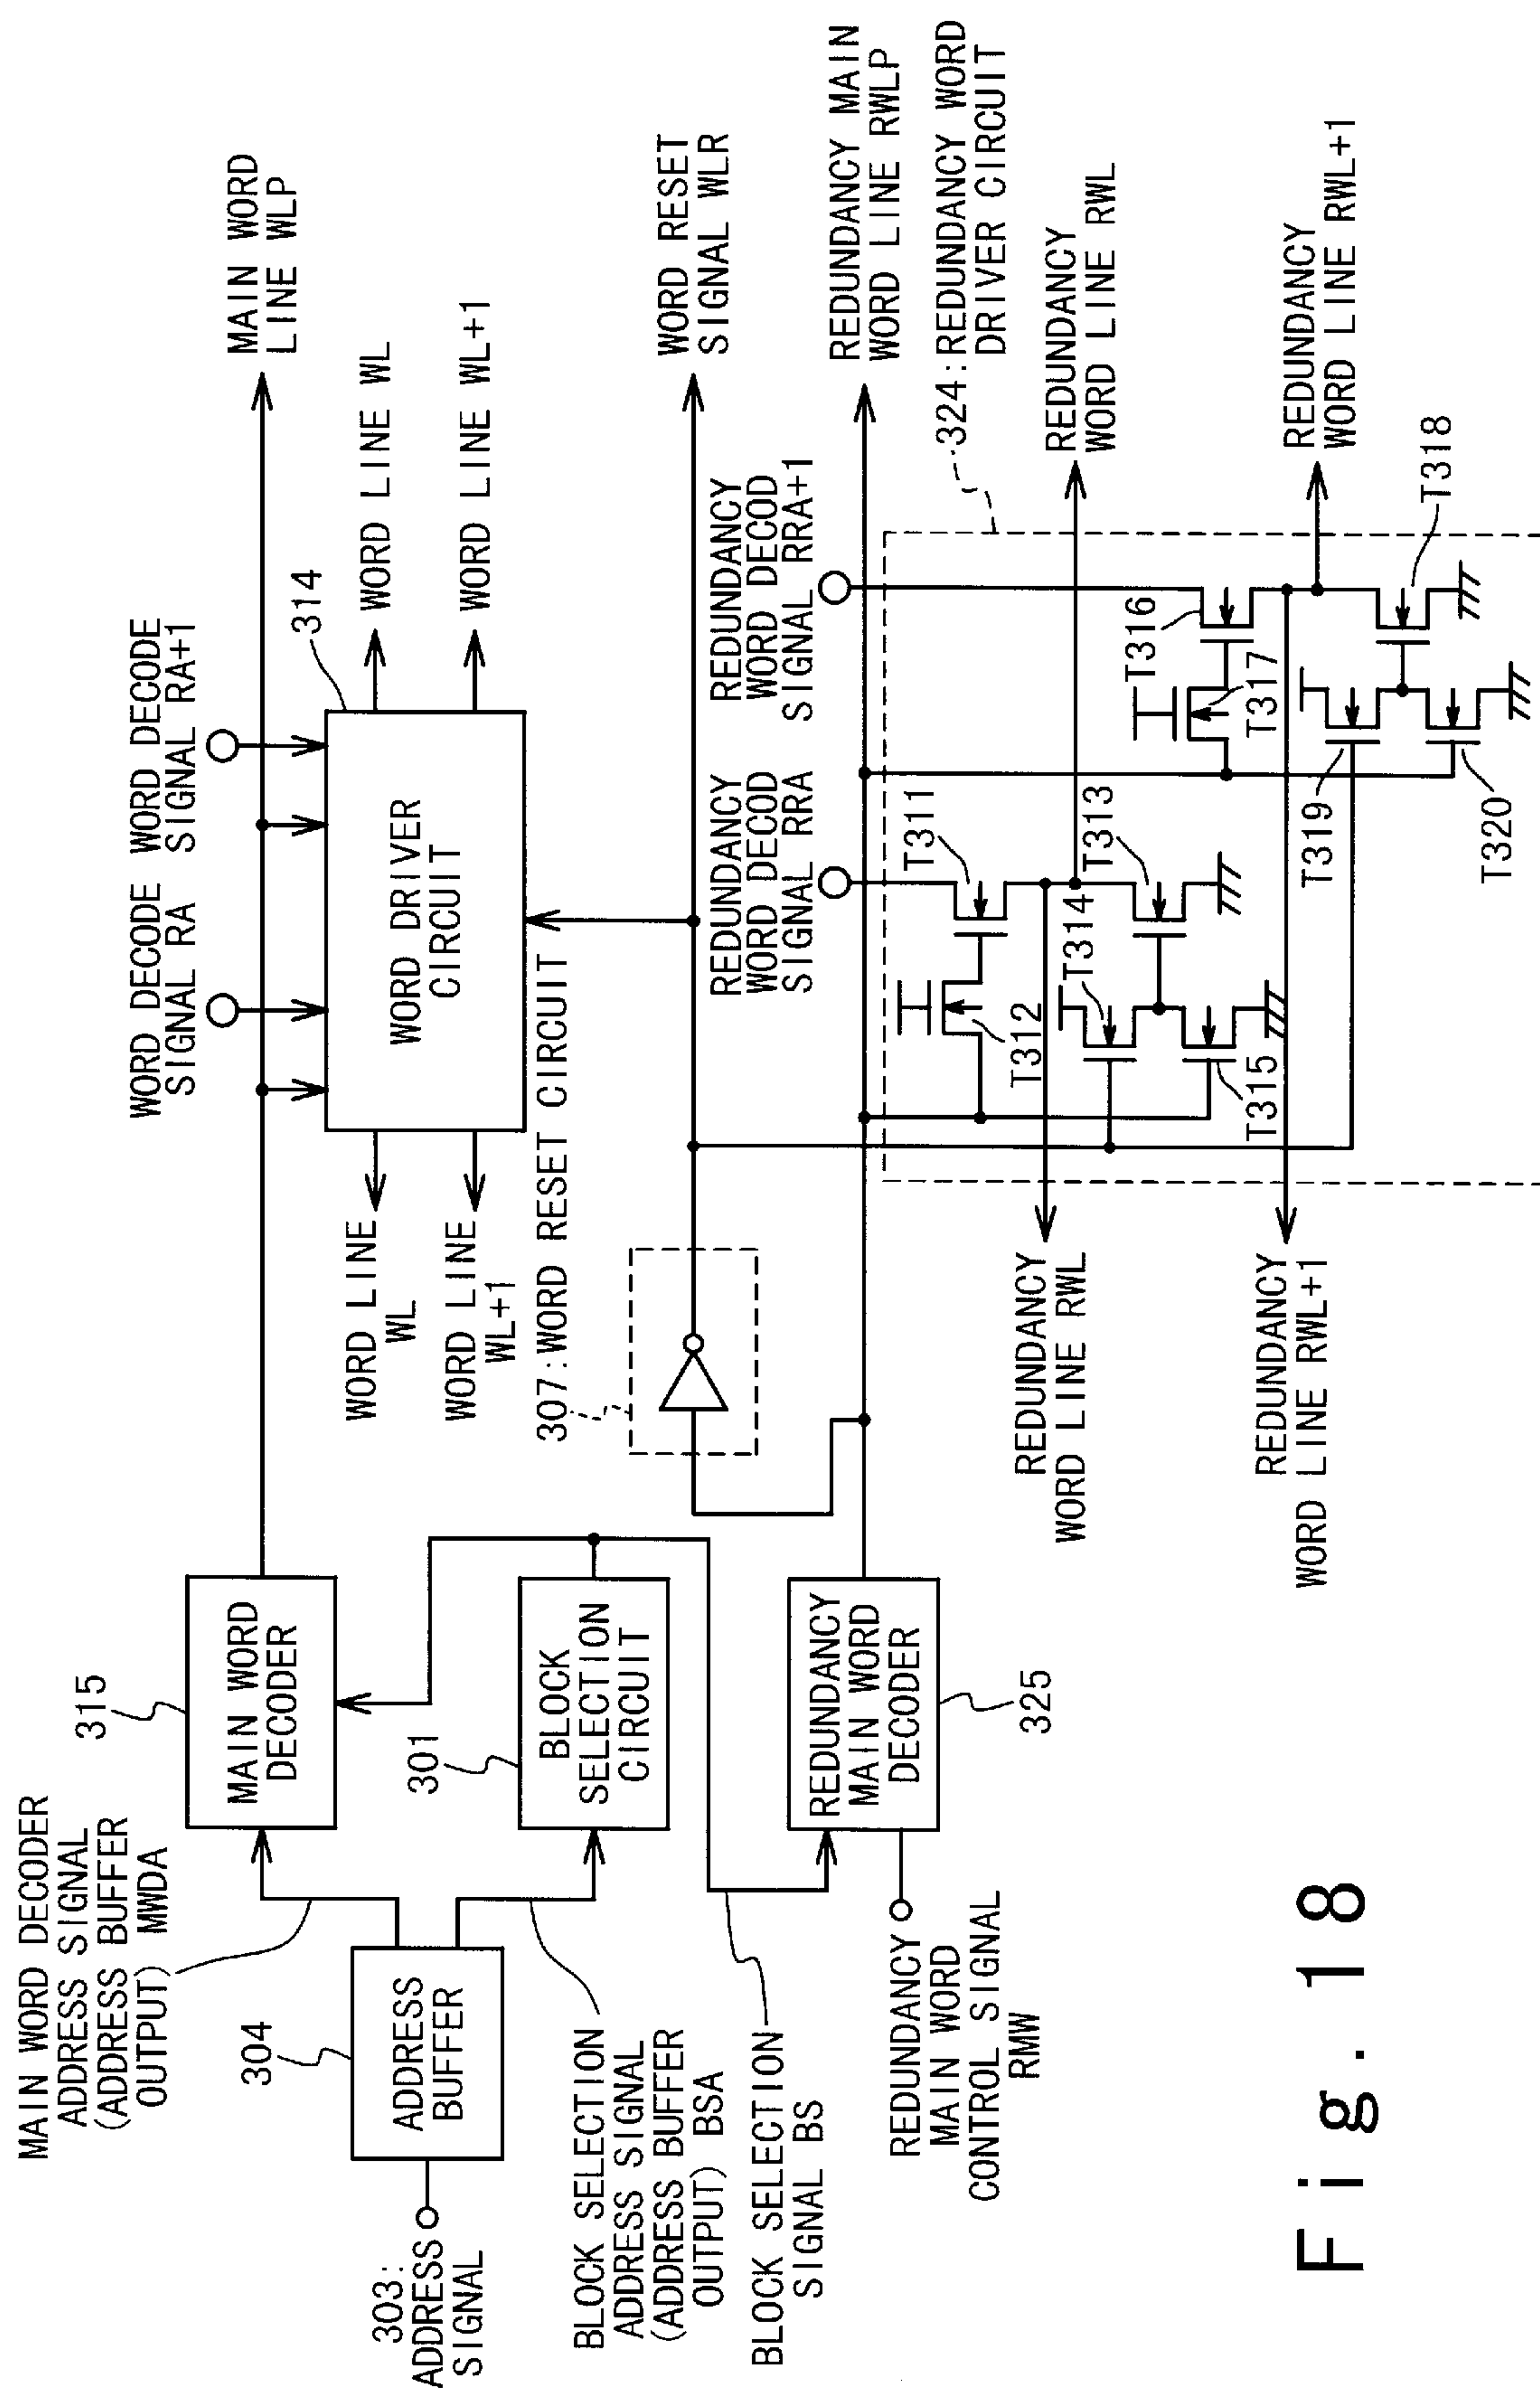 MAIN WORD DECODER
ADDRESS SIGNAL
(ADDRESS BUFFER
OUTPUT) MWDA
315
MAIN WORD
DECODER
304
ADDRESS
BUFFER
303:
ADDRESS
SIGNAL
301
BLOCK
SELECTION
CIRCUIT
BLOCK SELECTION
ADDRESS SIGNAL
(ADDRESS BUFFER
OUTPUT) BSA
BLOCK SELECTION
SIGNAL BS
REDUNDANCY
MAIN WORD
DECODER
325
REDUNDANCY
MAIN WORD
CONTROL SIGNAL
RMW
WORD DECODE
SIGNAL RA
WORD DECODE
SIGNAL RA+1
314
WORD DRIVER
CIRCUIT
WORD LINE
WL
WORD LINE
WL+1
WORD LINE WL
WORD LINE WL+1
MAIN WORD
LINE WLP
307:WORD RESET CIRCUIT
WORD RESET
SIGNAL WLR
REDUNDANCY
WORD DECOD
SIGNAL RRA
REDUNDANCY
WORD DECOD
SIGNAL RRA+1
REDUNDANCY MAIN
WORD LINE RWLP
324:REDUNDANCY WORD
DRIVER CIRCUIT
T311
T312
T313
T314
T315
T316
T317
T318
T319
T320
REDUNDANCY
WORD LINE RWL
REDUNDANCY
WORD LINE RWL+1
REDUNDANCY
WORD LINE RWL
REDUNDANCY
WORD LINE RWL+1
Fig. 18